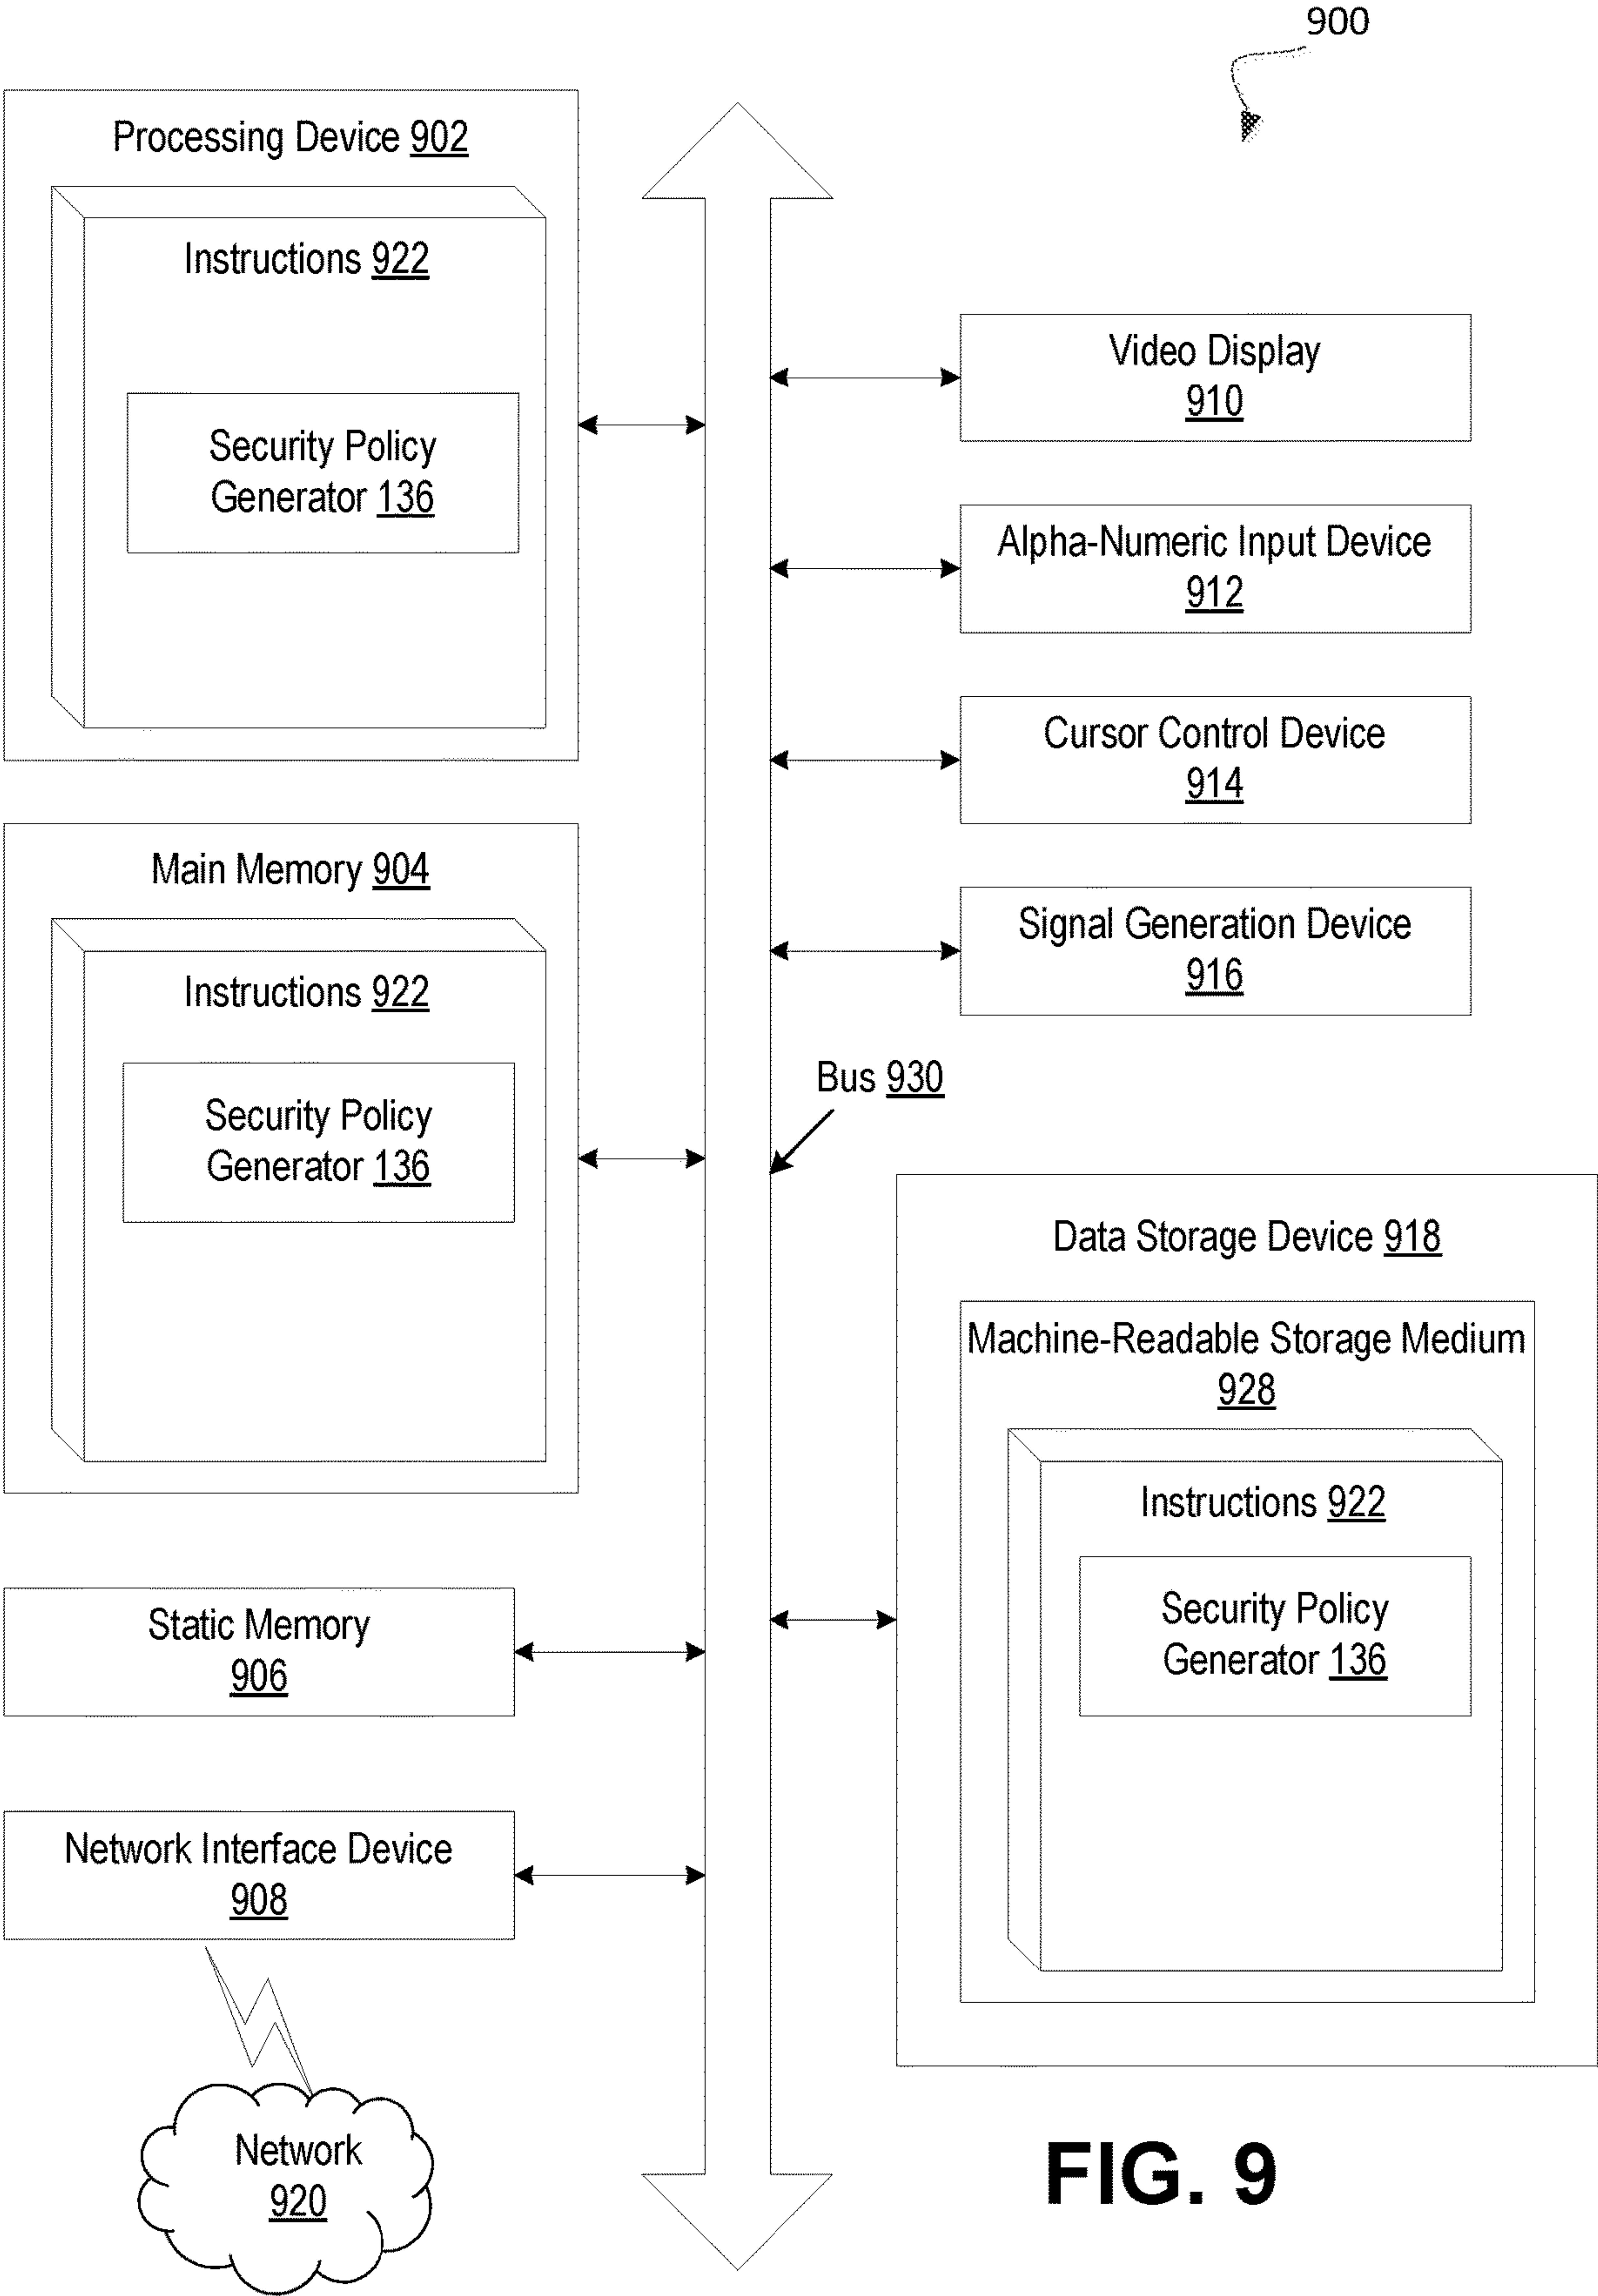 900
Processing Device 902
Instructions 922
Security Policy
Generator 136
Main Memory 904
Instructions 922
Security Policy
Generator 136
Static Memory
906
Network Interface Device
908
Network
920
Video Display
910
Alpha-Numeric Input Device
912
Cursor Control Device
914
Signal Generation Device
916
Bus 930
Data Storage Device 918
Machine-Readable Storage Medium
928
Instructions 922
Security Policy
Generator 136
FIG. 9